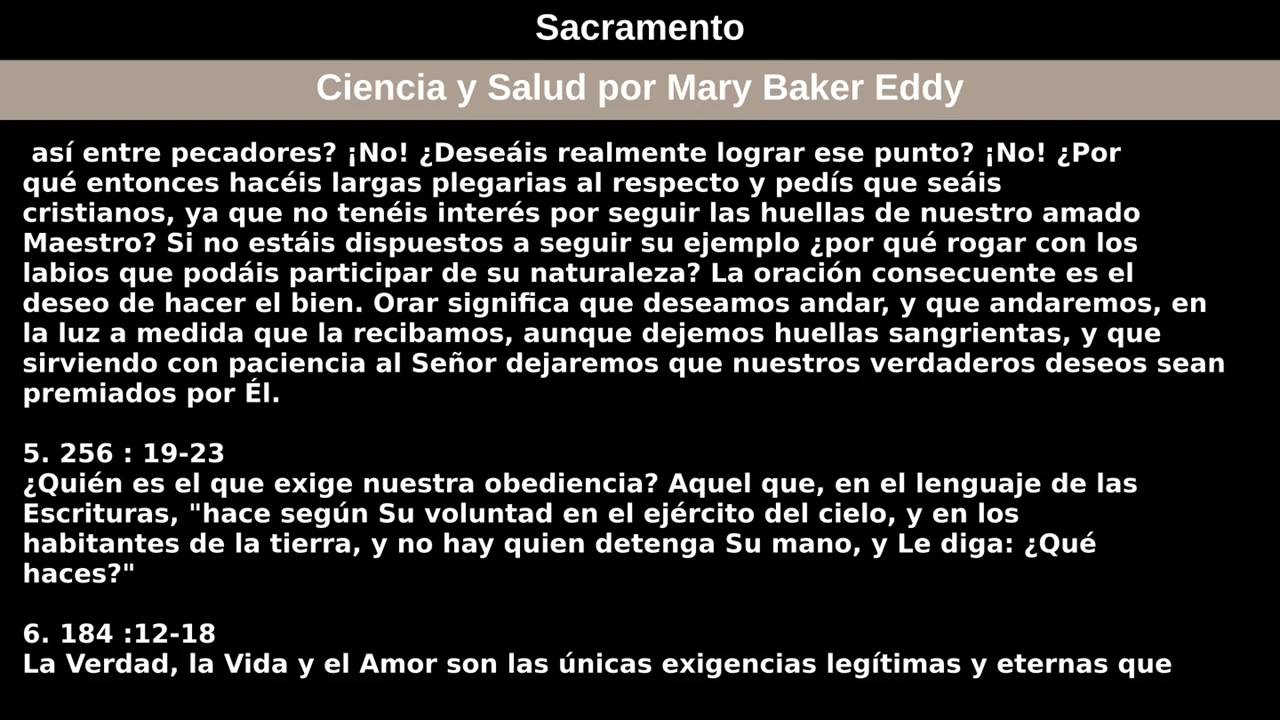 Sacramento
Ciencia y Salud por Mary Baker Eddy
así entre pecadores? ¡No! ¿Deseáis realmente lograr ese punto? ¡No! ¿Por
qué entonces hacéis largas plegarias al respecto y pedís que seáis
cristianos, ya que no tenéis interés por seguir las huellas de nuestro amado
Maestro? Si no estáis dispuestos a seguir su ejemplo ¿por qué rogar con los
labios que podáis participar de su naturaleza? La oración consecuente es el
deseo de hacer el bien. Orar significa que deseamos andar, y que andaremos, en
la luz a medida que la recibamos, aunque dejemos huellas sangrientas, y que
sirviendo con paciencia al Señor dejaremos que nuestros verdaderos deseos sean
premiados por Él.
5. 256 : 19-23
¿Quién es el que exige nuestra obediencia? Aquel que, en el lenguaje de las
Escrituras, "hace según Su voluntad en el ejército del cielo, y en los
habitantes de la tierra, y no hay quien detenga Su mano, y Le diga: ¿Qué
haces?"
6. 184 :12-18
La Verdad, la Vida y el Amor son las únicas exigencias legítimas y eternas que